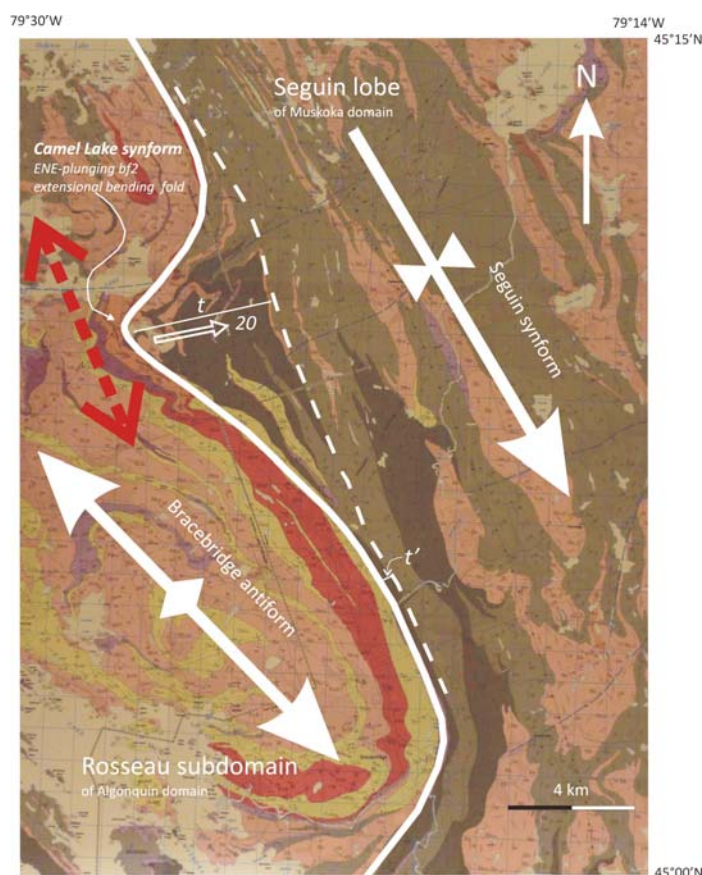 79°30'W
79°14'W
45°15'N
Seguin lobe
of Muskoka domain
N
Camel Lake synform
ENE-plunging bf2
extensional bending fold
t
20
Seguin synform
t'
Bracebridge antiform
Rosseau subdomain
of Algonquin domain
4 km
45°00'N